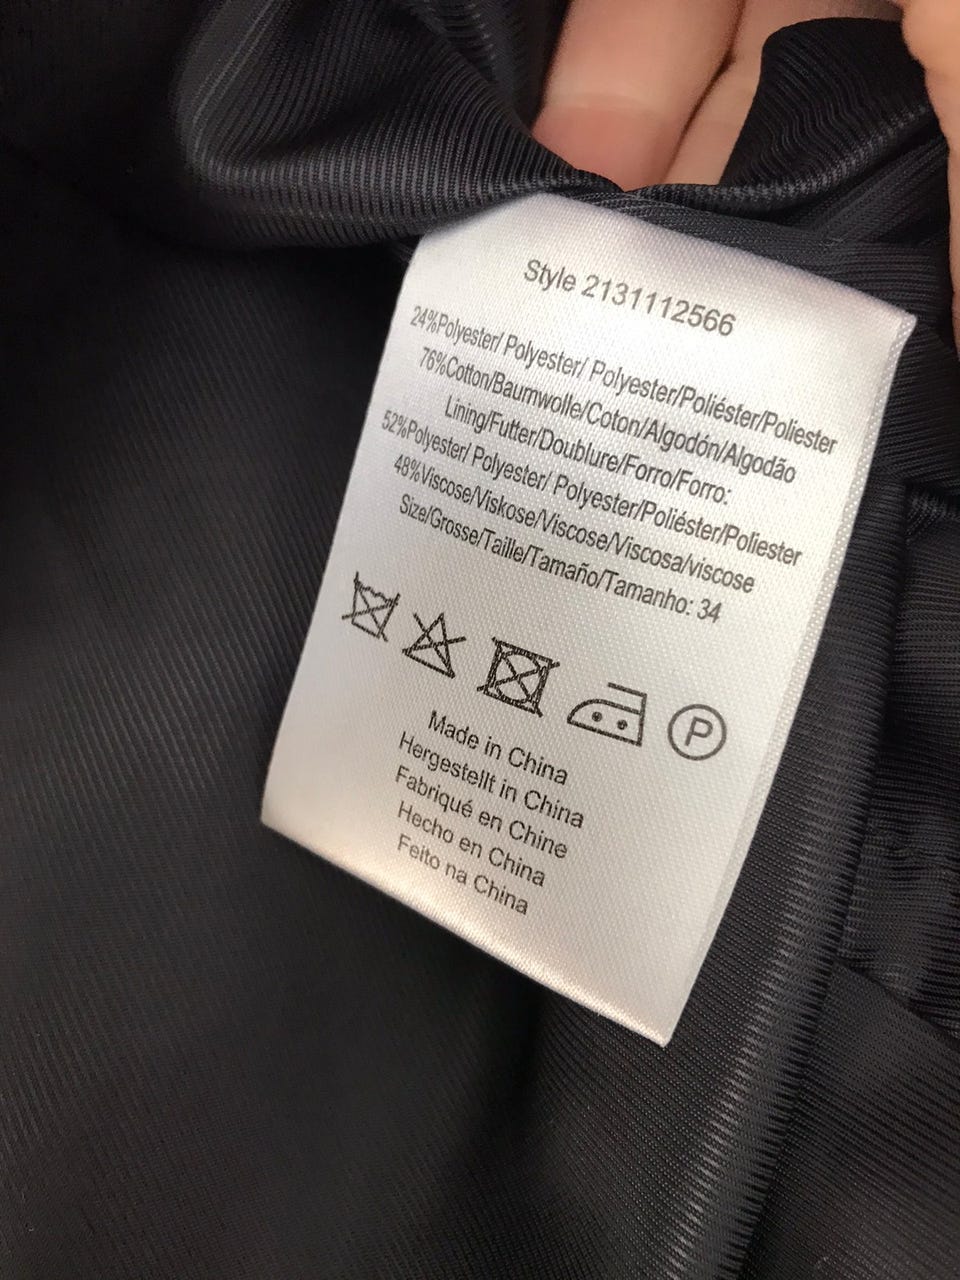 Style 2131112566
24%Polyester/ Polyester/ Polyester/Poliéster/Poliester
76%Cotton/Baumwolle/Coton/Algodón/Algodão
Lining/Futter/Doublure/Forro/Forro:
52%Polyester/ Polyester/ Polyester/Poliéster/Poliester
48%Viscose/Viskose/Viscose/Viscosa/viscose
Size/Grosse/Taille/Tamaño/Tamanho: 34
P
Made in China
Hergestellt in China
Fabriqué en Chine
Hecho en China
Feito na China